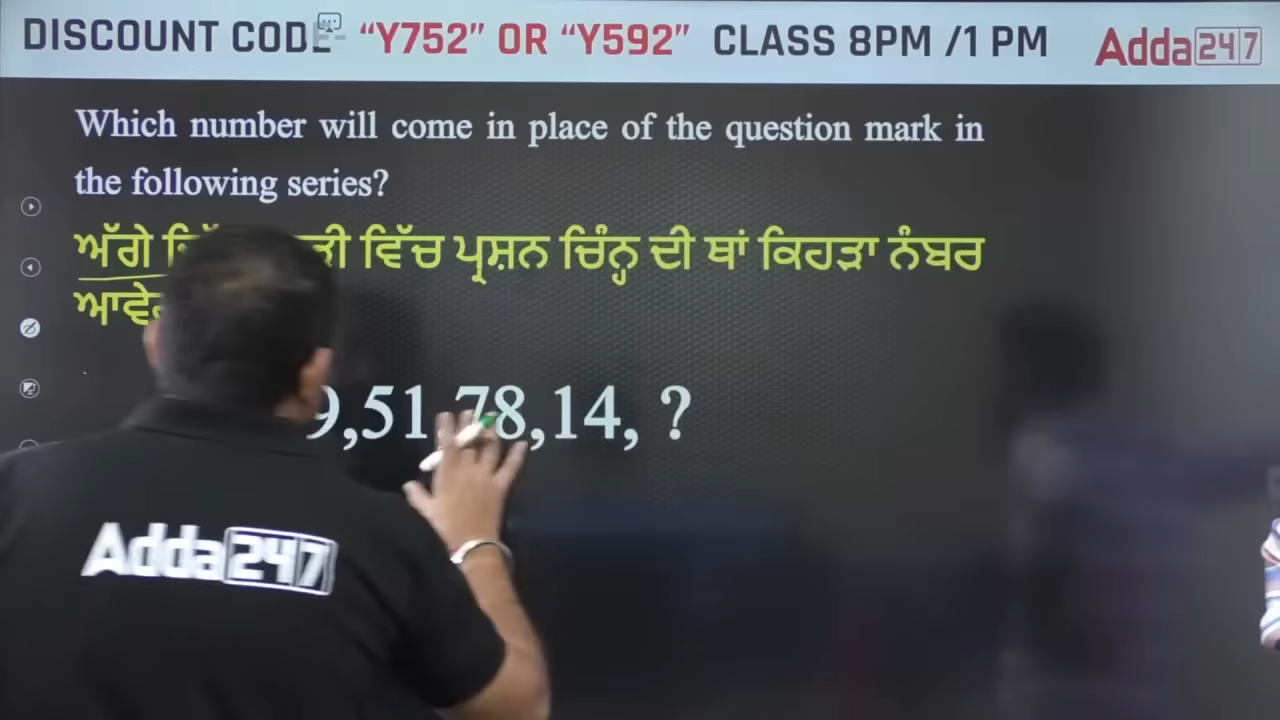 DISCOUNT CODE - "Y752" OR "Y592" CLASS 8PM /1 PM Adda247
Which number will come in place of the question mark in
the following series?
ਅੱਗੇ ਵਿੱਚ ਪ੍ਰਸ਼ਨ ਚਿੰਨ੍ਹ ਦੀ ਥਾਂ ਕਿਹੜਾ ਨੰਬਰ
9,51,78,14, ?
Adda247